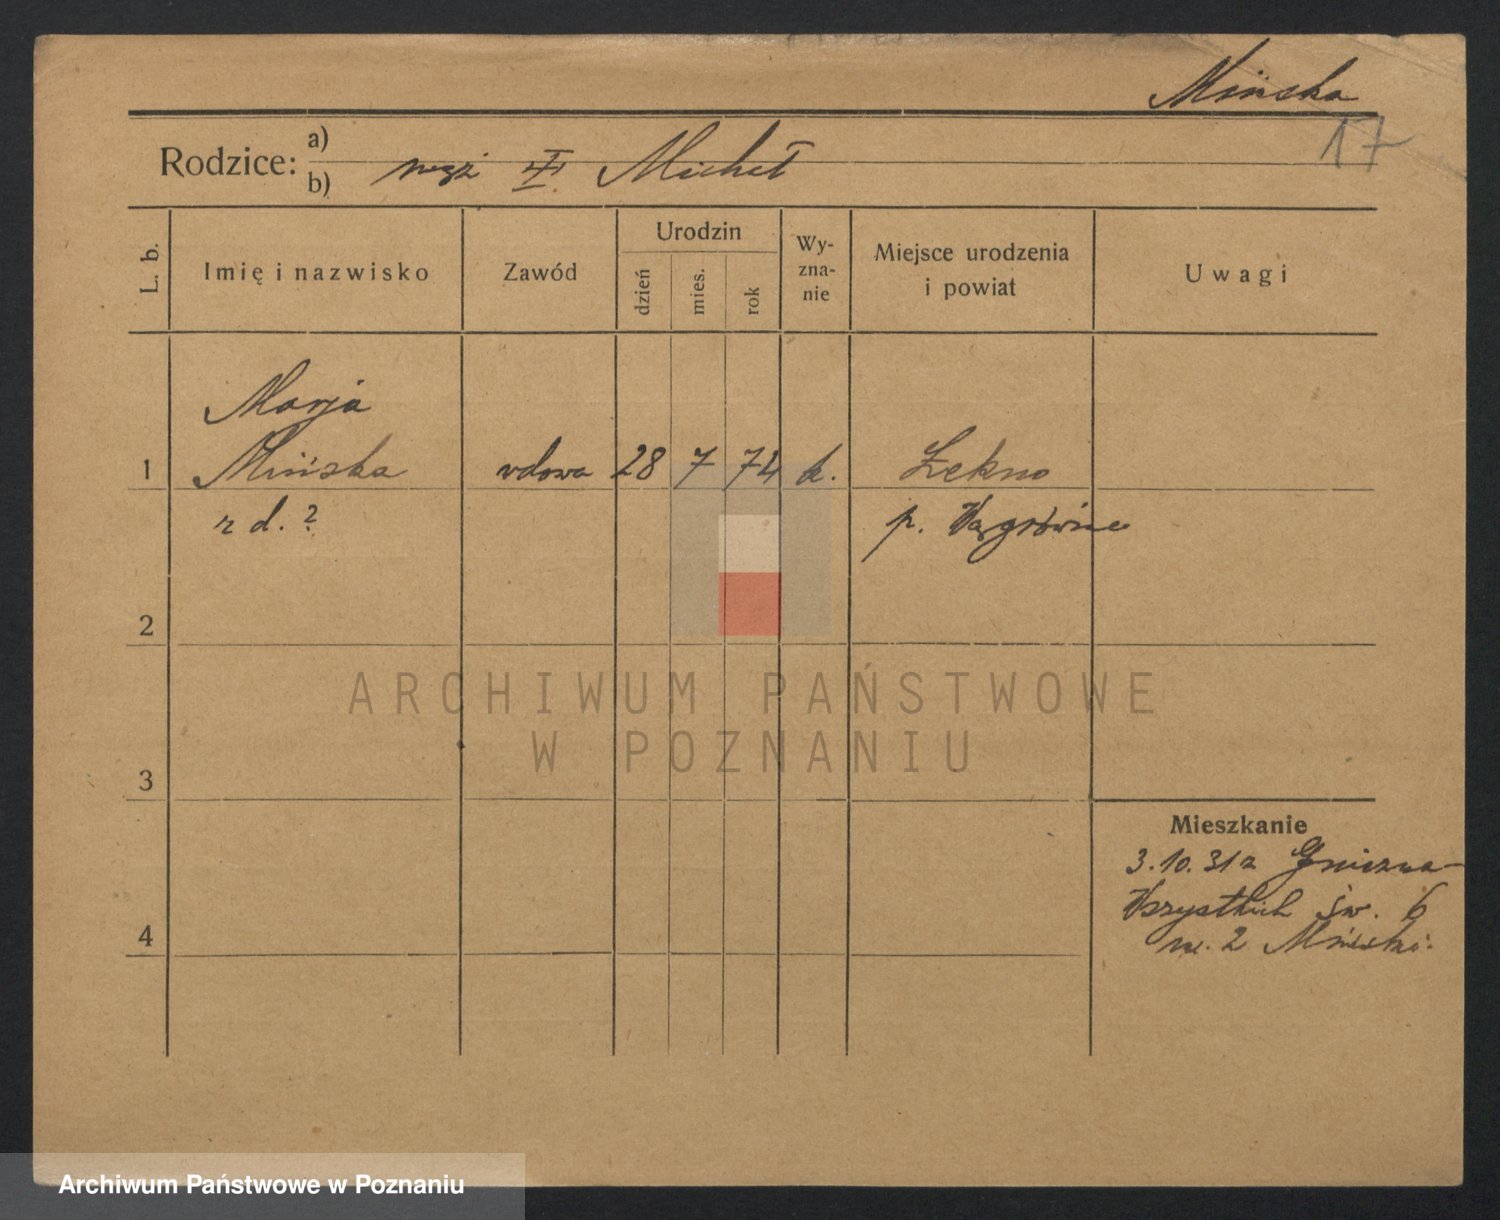 Mińska
17
Rodzice: a)
b) mąż Michał
L. b.
Imię i nazwisko
Zawód
Urodzin
dzień
mies.
rok
Wy-
zna-
nie
Miejsce urodzenia
i powiat
Uwagi
Marja
1 Mińska wdowa 28 7 74 k. Łekno
z d. ? p. Wągrówiec
2
3
4
Mieszkanie
3.10.31 z Gniezna
Wszystkich Św. 6
m. 2
ARCHIWUM PAŃSTWOWE
W POZNANIU
Archiwum Państwowe w Poznaniu